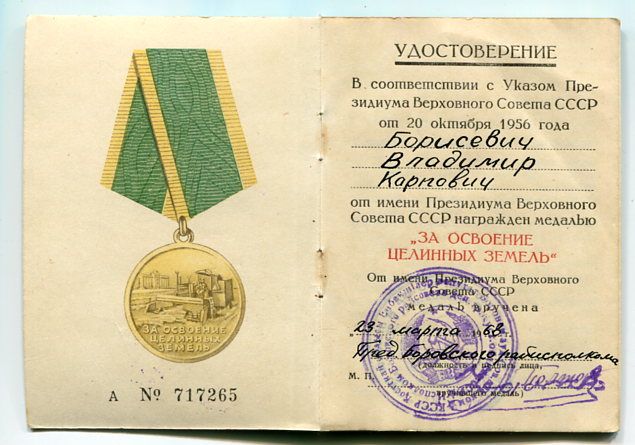 ЗА ОСВОЕНИЕ
ЦЕЛИННЫХ
ЗЕМЕЛЬ
А № 717265
УДОСТОВЕРЕНИЕ
В соответствии с Указом Пре-
зидиума Верховного Совета СССР
от 20 октября 1956 года
Борисевич
Владимир
Карпович
от имени Президиума Верховного
Совета СССР награжден медалью
„ЗА ОСВОЕНИЕ
ЦЕЛИННЫХ ЗЕМЕЛЬ“
От имени Президиума Верховного
Совета СССР
медаль вручена
23 марта 1968 г.
Пред. Боровского райисполкома
(должность и подпись лица,
М. П.
вручившего медаль)